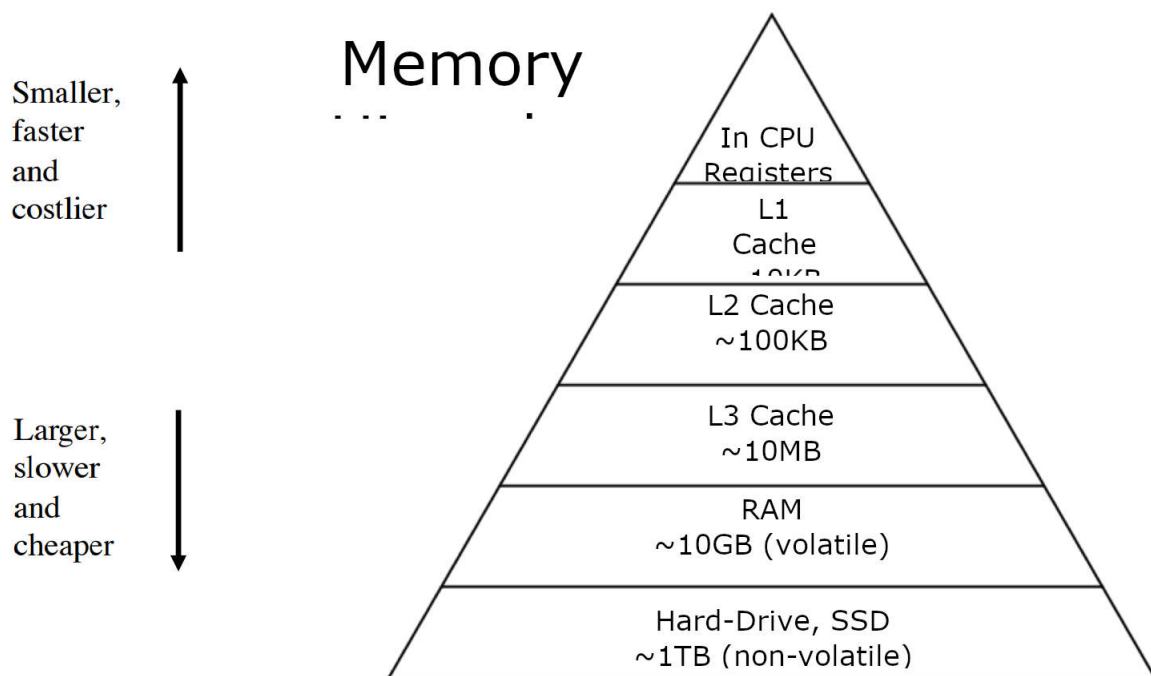 Memory
Smaller,
faster
and
costlier
In CPU
Registers
L1
Cache
~10KB
L2 Cache
~100KB
L3 Cache
~10MB
Larger,
slower
and
cheaper
RAM
~10GB (volatile)
Hard-Drive, SSD
~1TB (non-volatile)